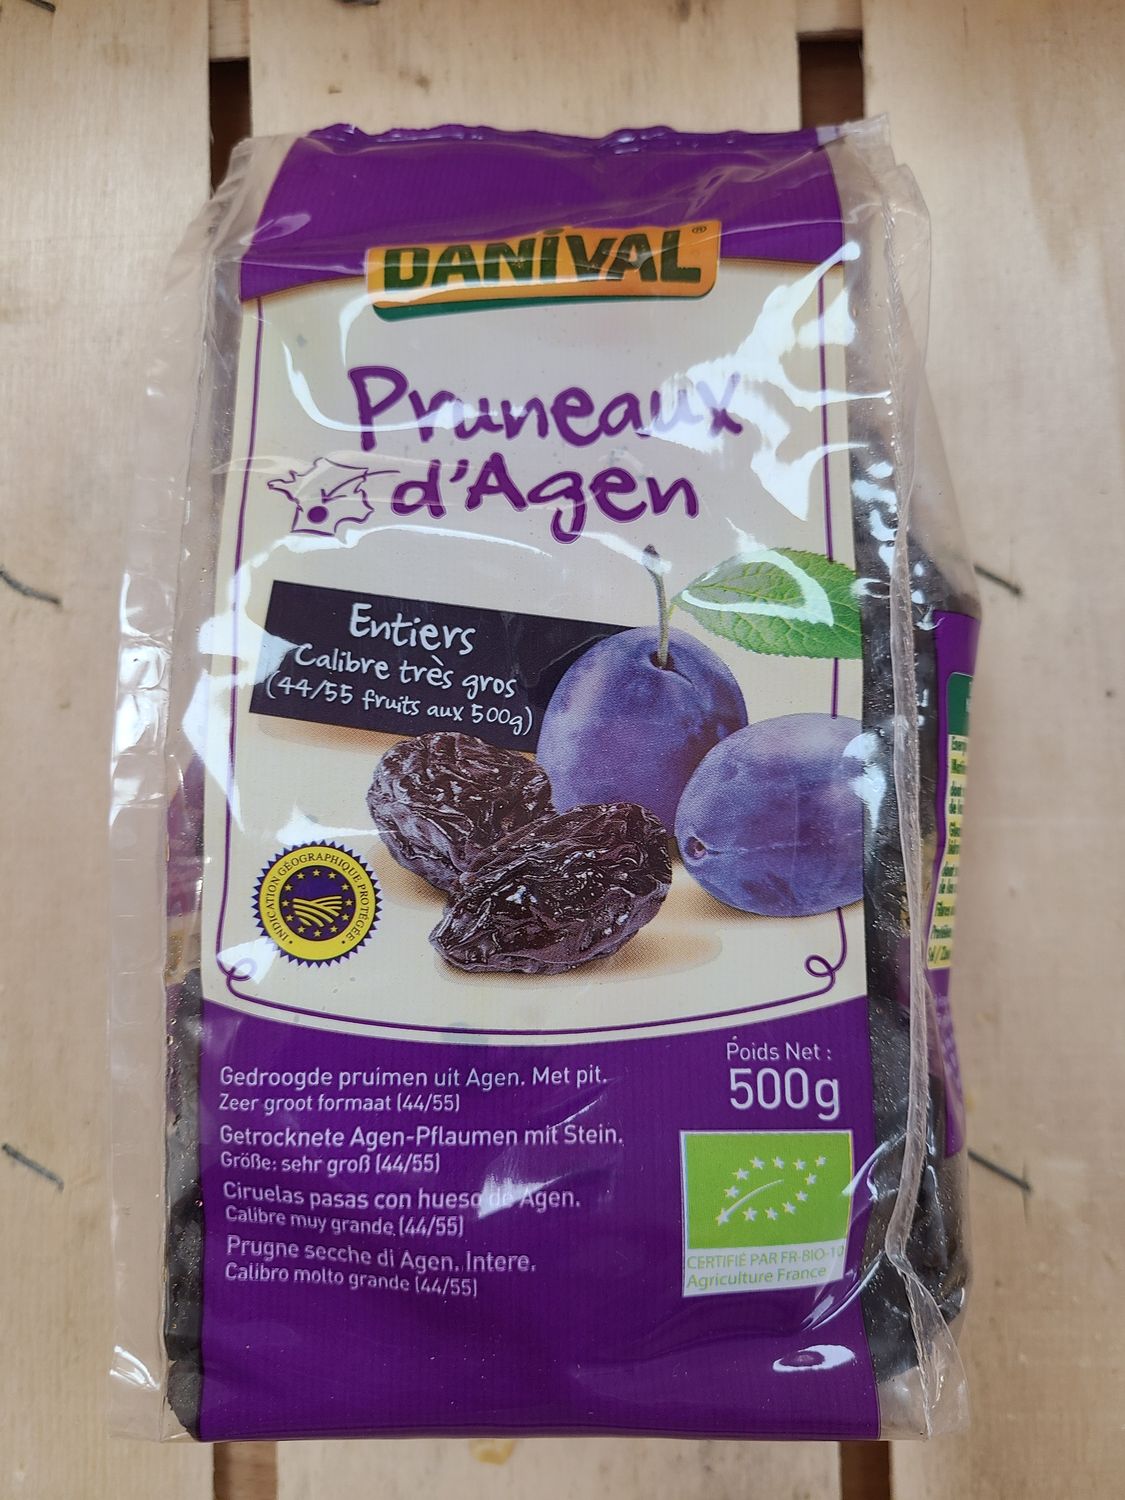 DANíVAL®
Pruneaux
d'Agen
Entiers
Calibre très gros
(44/55 fruits aux 500g)
INDICATION GÉOGRAPHIQUE PROTÉGÉE
Gedroogde pruimen uit Agen. Met pit.
Zeer groot formaat (44/55)
Getrocknete Agen-Pflaumen mit Stein.
Größe: sehr groß (44/55)
Ciruelas pasas con hueso de Agen.
Calibre muy grande (44/55)
Prugne secche di Agen. Intere.
Calibro molto grande (44/55)
Poids Net :
500g
CERTIFIÉ PAR FR-BIO-10
Agriculture France